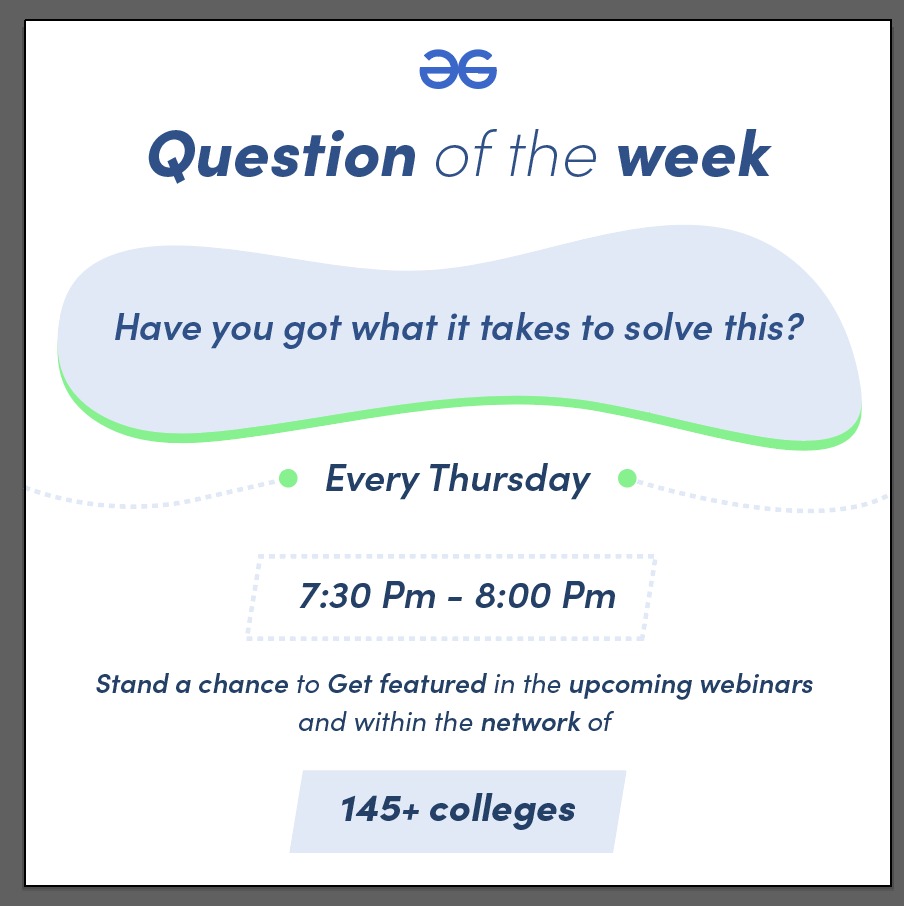 Question of the week
Have you got what it takes to solve this?
Every Thursday
7:30 Pm - 8:00 Pm
Stand a chance to Get featured in the upcoming webinars
and within the network of
145+ colleges